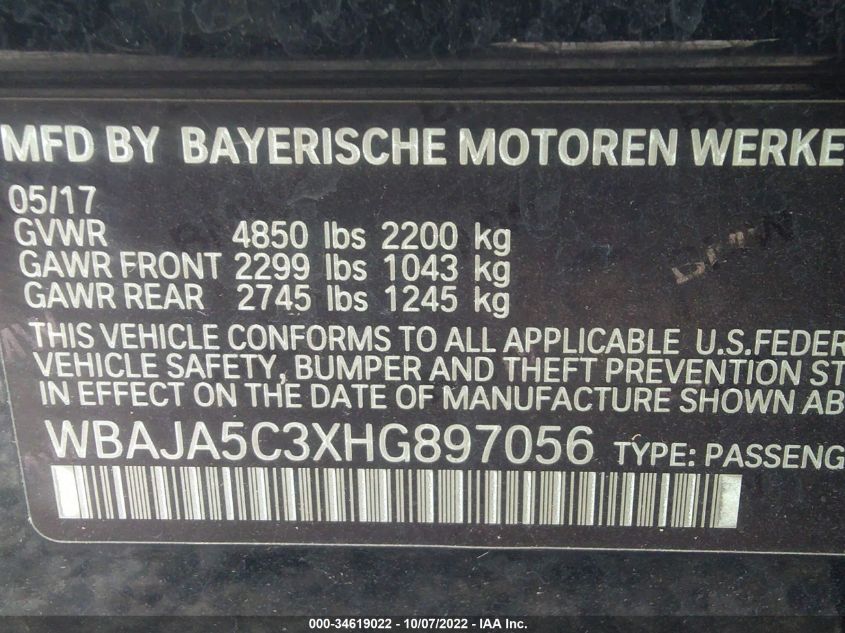 MFD BY BAYERISCHE MOTOREN WERKE
05/17
GVWR 4850 lbs 2200 kg
GAWR FRONT 2299 lbs 1043 kg
GAWR REAR 2745 lbs 1245 kg
THIS VEHICLE CONFORMS TO ALL APPLICABLE U.S.FEDER
VEHICLE SAFETY, BUMPER AND THEFT PREVENTION ST
IN EFFECT ON THE DATE OF MANUFACTURE SHOWN AB
WBAJA5C3XHG897056 TYPE: PASSENG
000-34619022 - 10/07/2022 - IAA Inc.